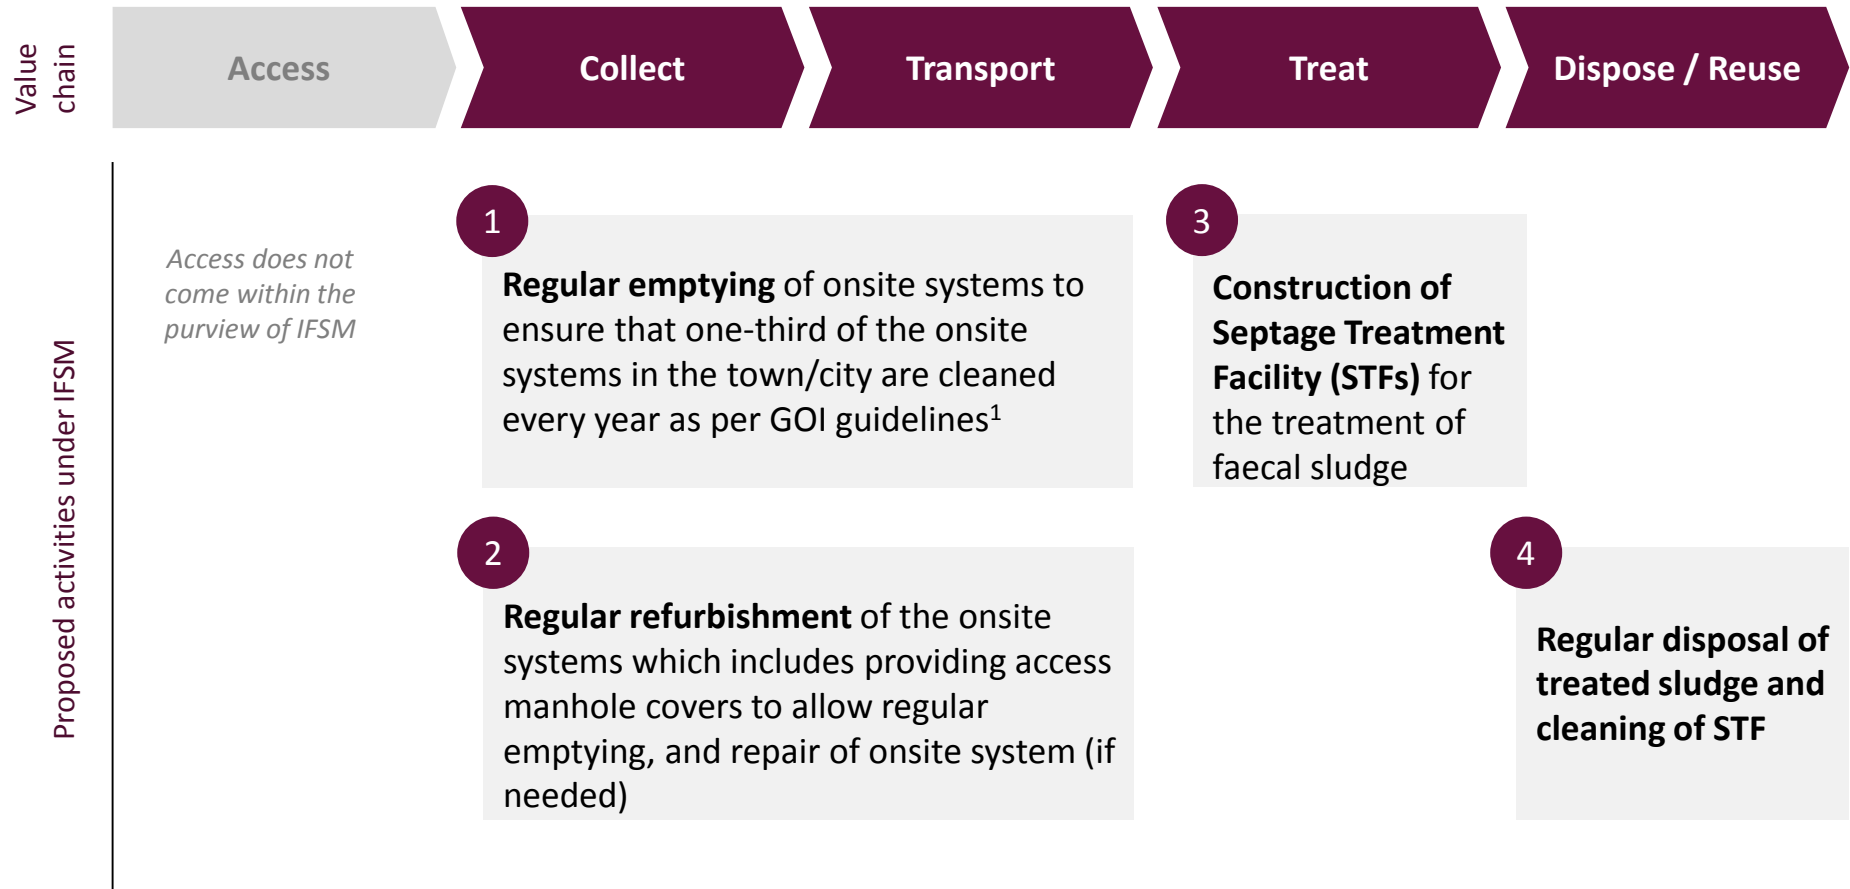 Value
chain
Access
Collect
Transport
Treat
Dispose / Reuse
Proposed activities under IFSM
Access does not
come within the
purview of IFSM
1
Regular emptying of onsite systems to
ensure that one-third of the onsite
systems in the town/city are cleaned
every year as per GOI guidelines¹
2
Regular refurbishment of the onsite
systems which includes providing access
manhole covers to allow regular
emptying, and repair of onsite system (if
needed)
3
Construction of
Septage Treatment
Facility (STFs) for
the treatment of
faecal sludge
4
Regular disposal of
treated sludge and
cleaning of STF